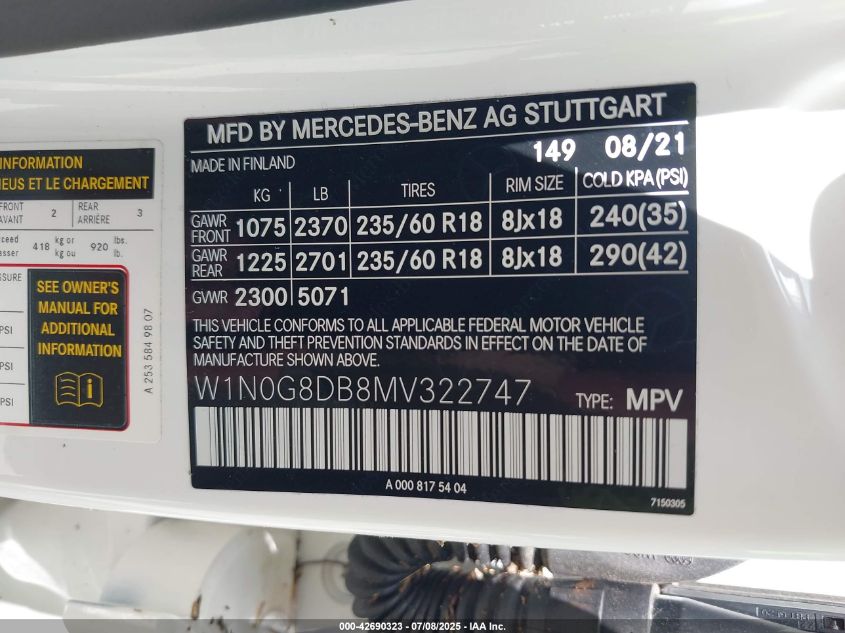 INFORMATION
NEUS ET LE CHARGEMENT
FRONT 2 REAR 3
AVANT ARRIÈRE
418 kg or 920 lbs.
kg ou lb.
SEE OWNER'S
MANUAL FOR
ADDITIONAL
INFORMATION
PSI
PSI
PSI
A 253 584 98 07
MFD BY MERCEDES-BENZ AG STUTTGART
MADE IN FINLAND 149 08/21
KG LB TIRES RIM SIZE COLD KPA (PSI)
GAWR FRONT 1075 2370 235/60 R18 8Jx18 240(35)
GAWR REAR 1225 2701 235/60 R18 8Jx18 290(42)
GVWR 2300 5071
THIS VEHICLE CONFORMS TO ALL APPLICABLE FEDERAL MOTOR VEHICLE
SAFETY AND THEFT PREVENTION STANDARDS IN EFFECT ON THE DATE OF
MANUFACTURE SHOWN ABOVE.
W1N0G8DB8MV322747 TYPE: MPV
A 000 817 54 04
7150305
000-42690323 - 07/08/2025 - IAA Inc.